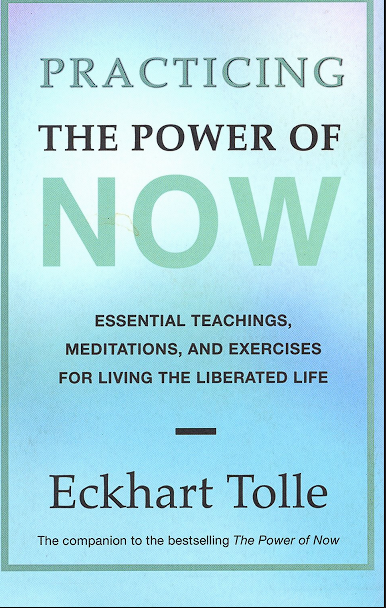 PRACTICING
THE POWER OF
NOW
ESSENTIAL TEACHINGS,
MEDITATIONS, AND EXERCISES
FOR LIVING THE LIBERATED LIFE
Eckhart Tolle
The companion to the bestselling The Power of Now